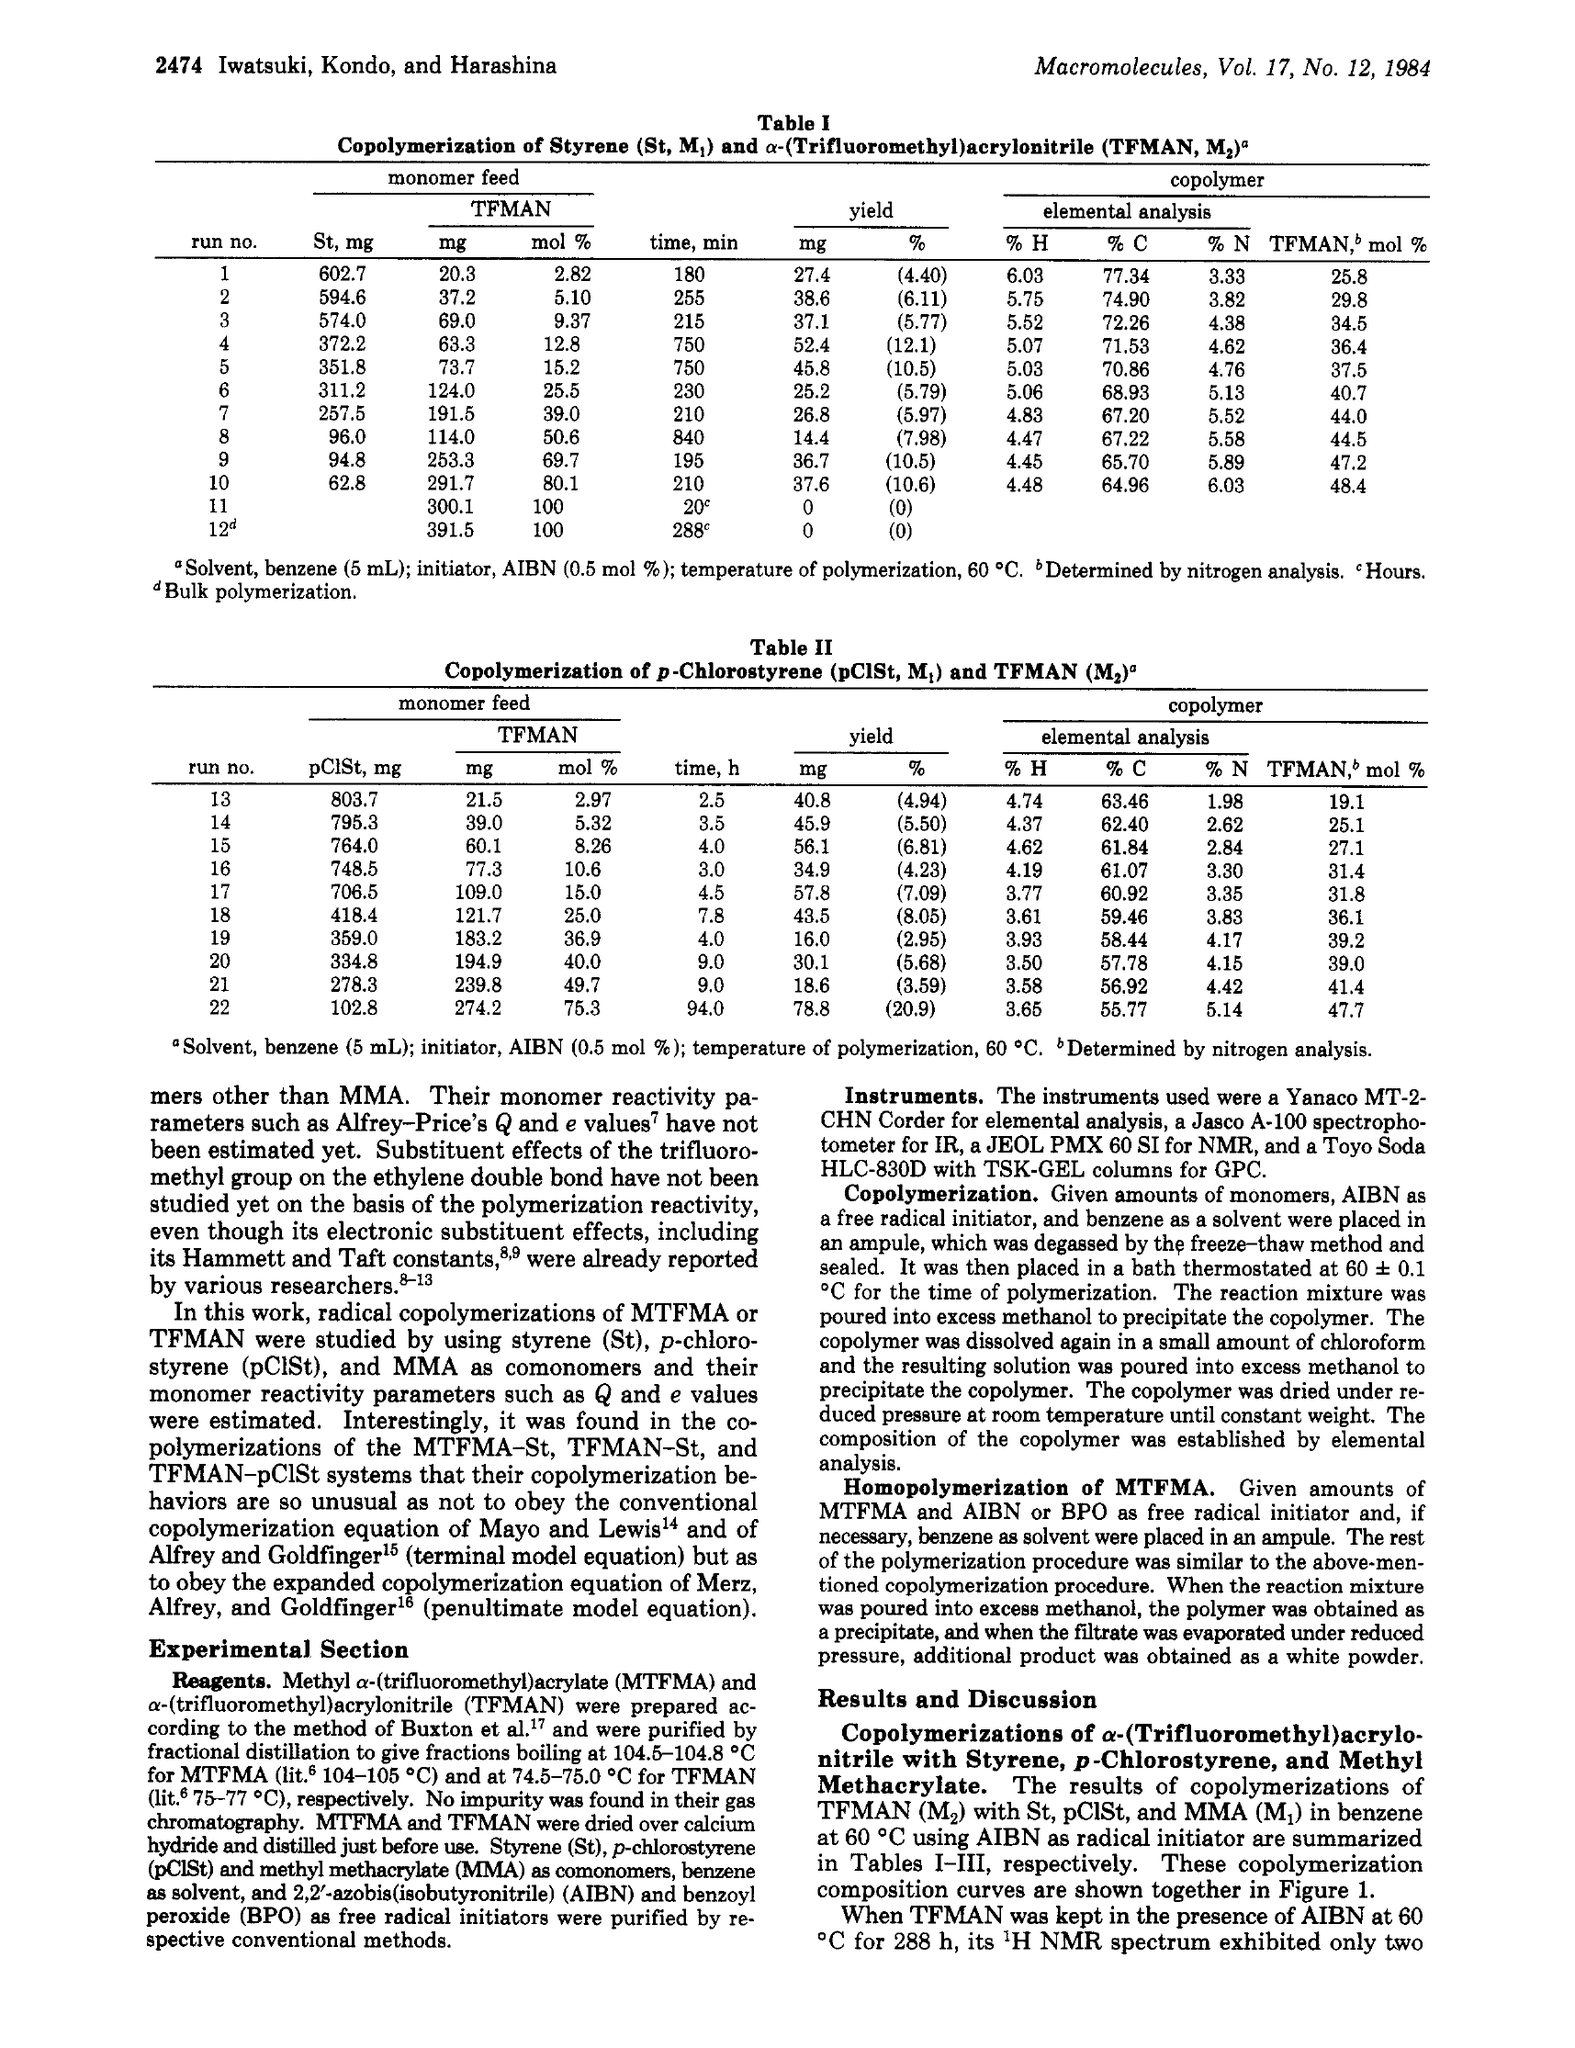 2474 Iwatsuki, Kondo, and Harashina
Macromolecules, Vol. 17, No. 12, 1984
Table I
Copolymerization of Styrene (St, M₁) and α-(Trifluoromethyl)acrylonitrile (TFMAN, M₂)ᵃ
monomer feed copolymer
TFMAN yield elemental analysis
run no. St, mg mg mol % time, min mg % % H % C % N TFMAN,ᵇ mol %
1 602.7 20.3 2.82 180 27.4 (4.40) 6.03 77.34 3.33 25.8
2 594.6 37.2 5.10 255 38.6 (6.11) 5.75 74.90 3.82 29.8
3 574.0 69.0 9.37 215 37.1 (5.77) 5.52 72.26 4.38 34.5
4 372.2 63.3 12.8 750 52.4 (12.1) 5.07 71.53 4.62 36.4
5 351.8 73.7 15.2 750 45.8 (10.5) 5.03 70.86 4.76 37.5
6 311.2 124.0 25.5 230 25.2 (5.79) 5.06 68.93 5.13 40.7
7 257.5 191.5 39.0 210 26.8 (5.97) 4.83 67.20 5.52 44.0
8 96.0 114.0 50.6 840 14.4 (7.98) 4.47 67.22 5.58 44.5
9 94.8 253.3 69.7 195 36.7 (10.5) 4.45 65.70 5.89 47.2
10 62.8 291.7 80.1 210 37.6 (10.6) 4.48 64.96 6.03 48.4
11 300.1 100 20ᶜ 0 (0)
12ᵈ 391.5 100 288ᶜ 0 (0)
ᵃ Solvent, benzene (5 mL); initiator, AIBN (0.5 mol %); temperature of polymerization, 60 °C. ᵇ Determined by nitrogen analysis. ᶜ Hours.
ᵈ Bulk polymerization.
Table II
Copolymerization of p-Chlorostyrene (pClSt, M₁) and TFMAN (M₂)ᵃ
monomer feed copolymer
TFMAN yield elemental analysis
run no. pClSt, mg mg mol % time, h mg % % H % C % N TFMAN,ᵇ mol %
13 803.7 21.5 2.97 2.5 40.8 (4.94) 4.74 63.46 1.98 19.1
14 795.3 39.0 5.32 3.5 45.9 (5.50) 4.37 62.40 2.62 25.1
15 764.0 60.1 8.26 4.0 56.1 (6.81) 4.62 61.84 2.84 27.1
16 748.5 77.3 10.6 3.0 34.9 (4.23) 4.19 61.07 3.30 31.4
17 706.5 109.0 15.0 4.5 57.8 (7.09) 3.77 60.92 3.35 31.8
18 418.4 121.7 25.0 7.8 43.5 (8.05) 3.61 59.46 3.83 36.1
19 359.0 183.2 36.9 4.0 16.0 (2.95) 3.93 58.44 4.17 39.2
20 334.8 194.9 40.0 9.0 30.1 (5.68) 3.50 57.78 4.15 39.0
21 278.3 239.8 49.7 9.0 18.6 (3.59) 3.58 56.92 4.42 41.4
22 102.8 274.2 75.3 94.0 78.8 (20.9) 3.65 55.77 5.14 47.7
ᵃ Solvent, benzene (5 mL); initiator, AIBN (0.5 mol %); temperature of polymerization, 60 °C. ᵇ Determined by nitrogen analysis.
mers other than MMA. Their monomer reactivity pa-
rameters such as Alfrey–Price's Q and e values⁷ have not
been estimated yet. Substituent effects of the trifluoro-
methyl group on the ethylene double bond have not been
studied yet on the basis of the polymerization reactivity,
even though its electronic substituent effects, including
its Hammett and Taft constants,⁸,⁹ were already reported
by various researchers.⁸⁻¹³
In this work, radical copolymerizations of MTFMA or
TFMAN were studied by using styrene (St), p-chloro-
styrene (pClSt), and MMA as comonomers and their
monomer reactivity parameters such as Q and e values
were estimated. Interestingly, it was found in the co-
polymerizations of the MTFMA–St, TFMAN–St, and
TFMAN–pClSt systems that their copolymerization be-
haviors are so unusual as not to obey the conventional
copolymerization equation of Mayo and Lewis¹⁴ and of
Alfrey and Goldfinger¹⁵ (terminal model equation) but as
to obey the expanded copolymerization equation of Merz,
Alfrey, and Goldfinger¹⁶ (penultimate model equation).
Experimental Section
Reagents. Methyl α-(trifluoromethyl)acrylate (MTFMA) and
α-(trifluoromethyl)acrylonitrile (TFMAN) were prepared ac-
cording to the method of Buxton et al.¹⁷ and were purified by
fractional distillation to give fractions boiling at 104.5–104.8 °C
for MTFMA (lit.⁶ 104–105 °C) and at 74.5–75.0 °C for TFMAN
(lit.⁶ 75–77 °C), respectively. No impurity was found in their gas
chromatography. MTFMA and TFMAN were dried over calcium
hydride and distilled just before use. Styrene (St), p-chlorostyrene
(pClSt) and methyl methacrylate (MMA) as comonomers, benzene
as solvent, and 2,2′-azobis(isobutyronitrile) (AIBN) and benzoyl
peroxide (BPO) as free radical initiators were purified by re-
spective conventional methods.
Instruments. The instruments used were a Yanaco MT-2-
CHN Corder for elemental analysis, a Jasco A-100 spectropho-
tometer for IR, a JEOL PMX 60 SI for NMR, and a Toyo Soda
HLC-830D with TSK-GEL columns for GPC.
Copolymerization. Given amounts of monomers, AIBN as
a free radical initiator, and benzene as a solvent were placed in
an ampule, which was degassed by the freeze–thaw method and
sealed. It was then placed in a bath thermostated at 60 ± 0.1
°C for the time of polymerization. The reaction mixture was
poured into excess methanol to precipitate the copolymer. The
copolymer was dissolved again in a small amount of chloroform
and the resulting solution was poured into excess methanol to
precipitate the copolymer. The copolymer was dried under re-
duced pressure at room temperature until constant weight. The
composition of the copolymer was established by elemental
analysis.
Homopolymerization of MTFMA. Given amounts of
MTFMA and AIBN or BPO as free radical initiator and, if
necessary, benzene as solvent were placed in an ampule. The rest
of the polymerization procedure was similar to the above-men-
tioned copolymerization procedure. When the reaction mixture
was poured into excess methanol, the polymer was obtained as
a precipitate, and when the filtrate was evaporated under reduced
pressure, additional product was obtained as a white powder.
Results and Discussion
Copolymerizations of α-(Trifluoromethyl)acrylo-
nitrile with Styrene, p-Chlorostyrene, and Methyl
Methacrylate. The results of copolymerizations of
TFMAN (M₂) with St, pClSt, and MMA (M₁) in benzene
at 60 °C using AIBN as radical initiator are summarized
in Tables I–III, respectively. These copolymerization
composition curves are shown together in Figure 1.
When TFMAN was kept in the presence of AIBN at 60
°C for 288 h, its ¹H NMR spectrum exhibited only two